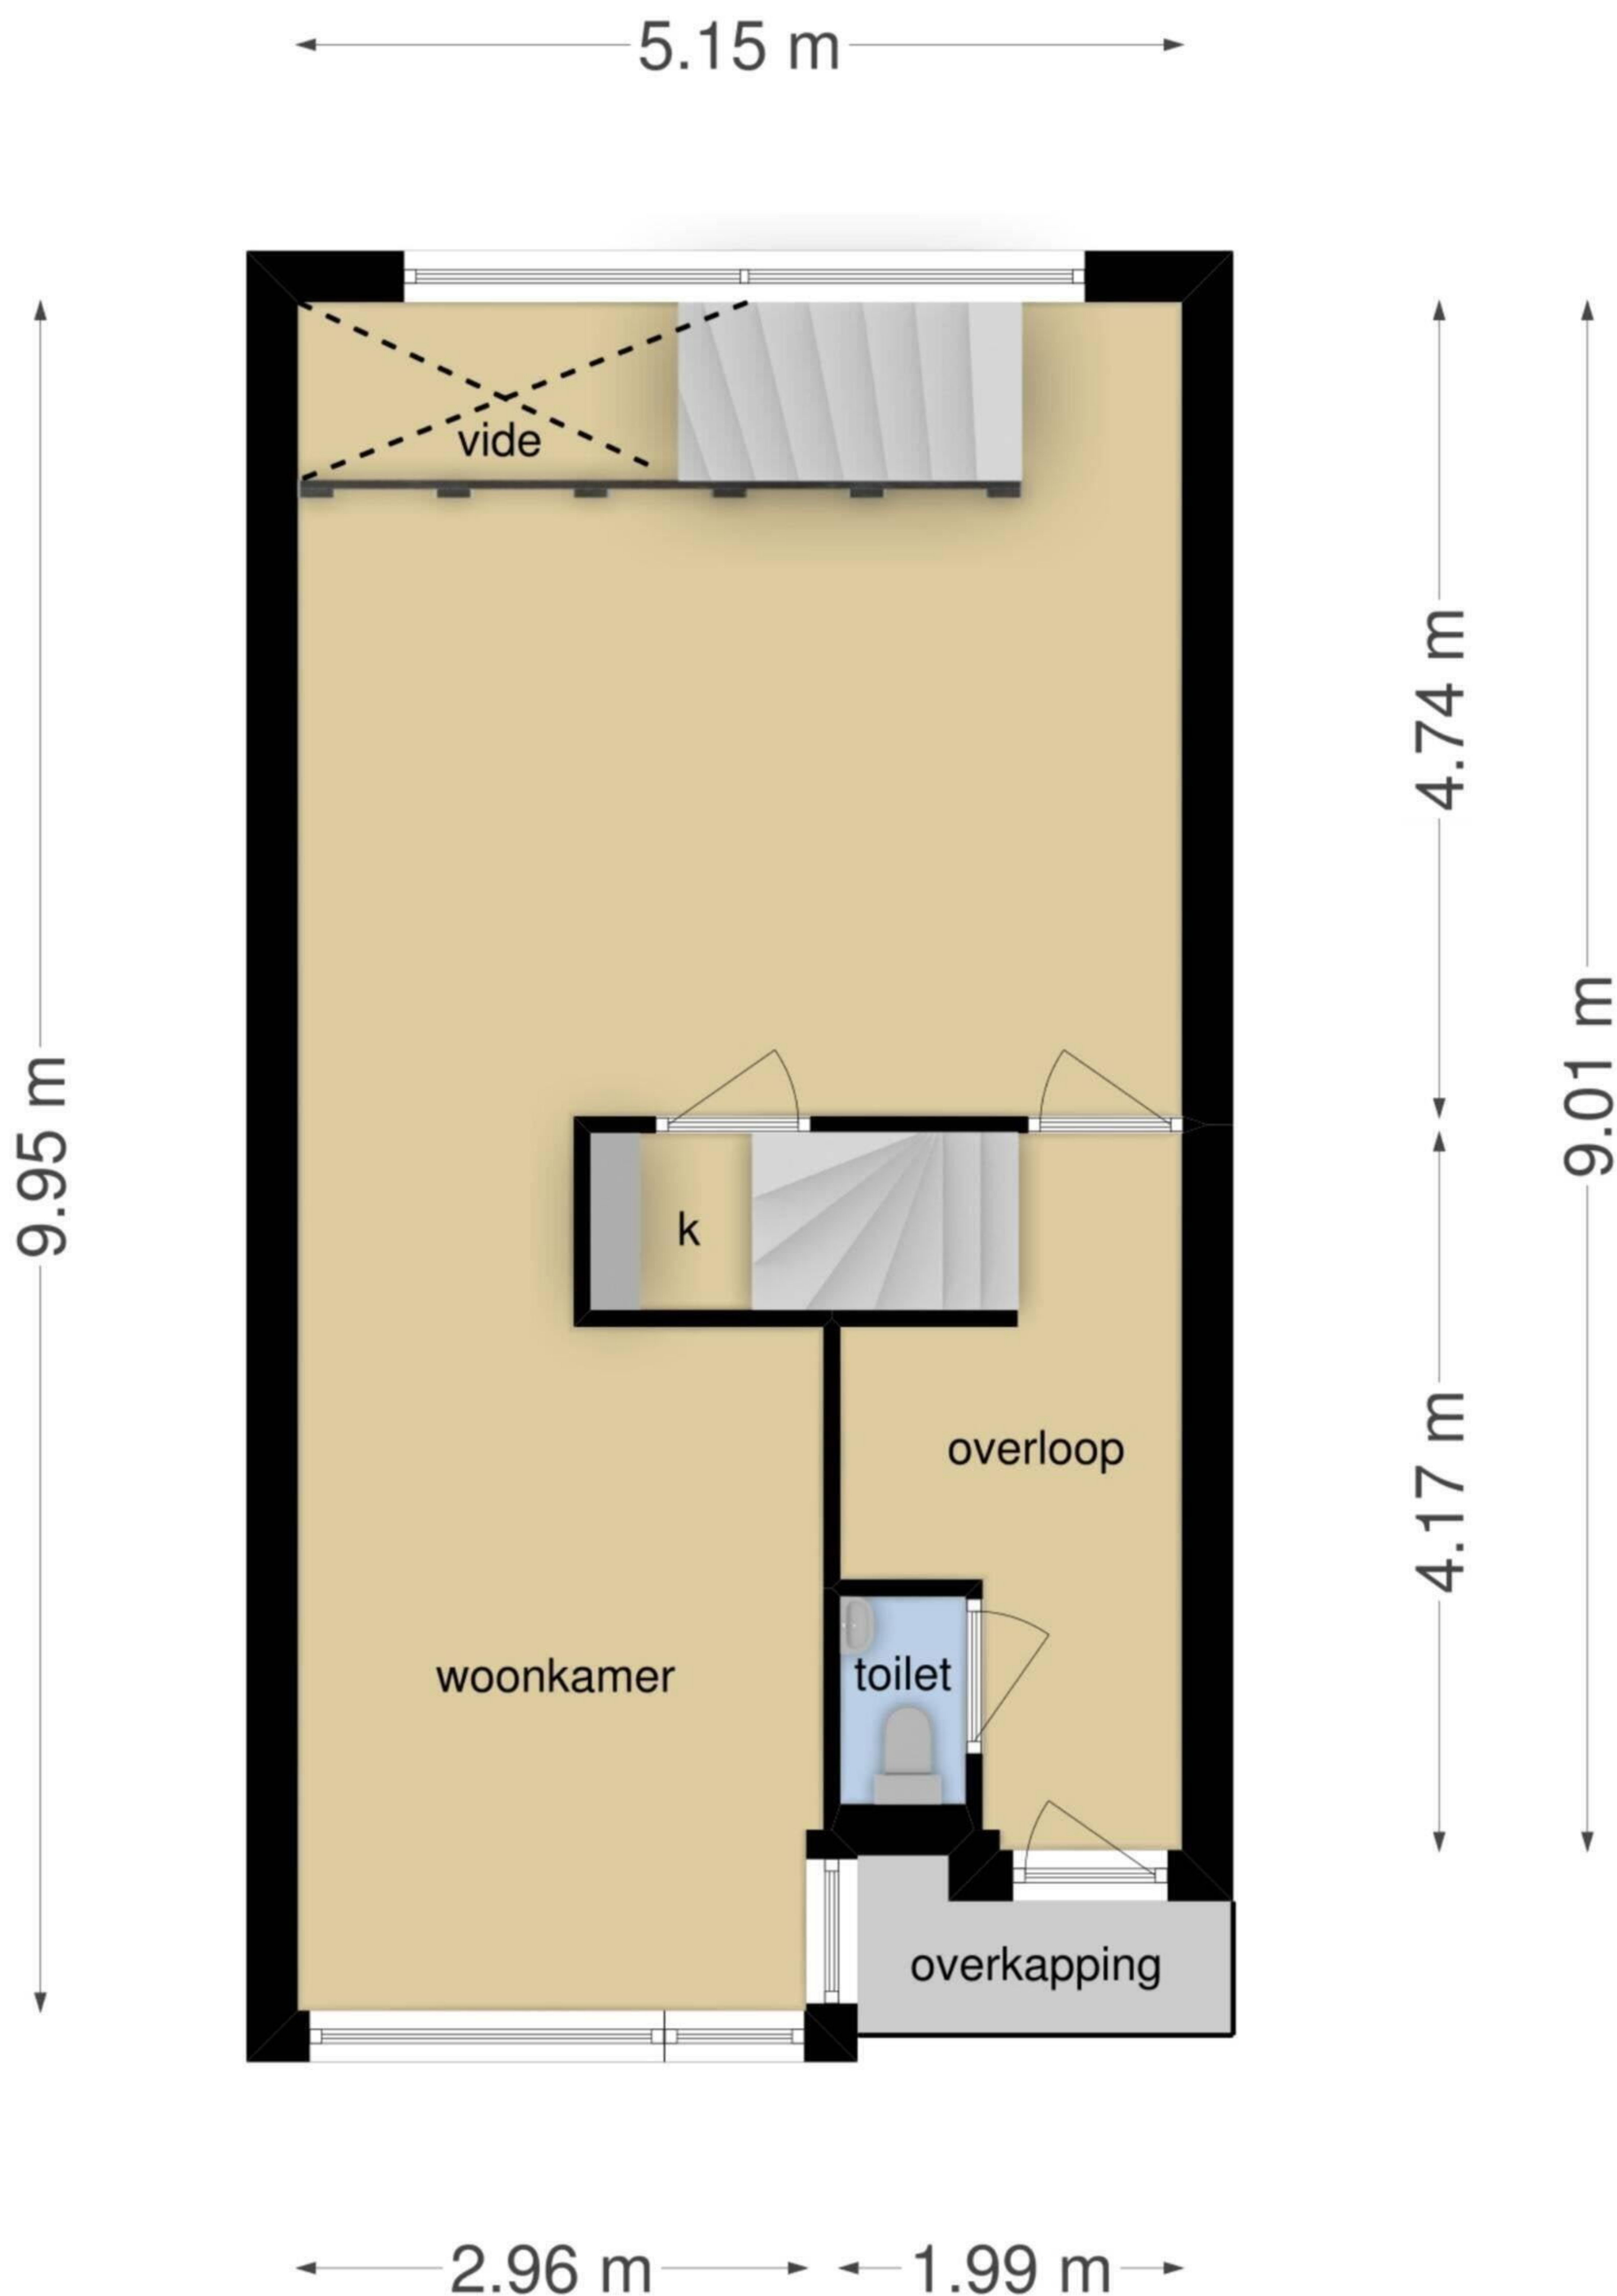 5.15 m
vide
4.74 m
9.01 m
9.95 m
k
overloop
4.17 m
woonkamer
toilet
overkapping
2.96 m
1.99 m